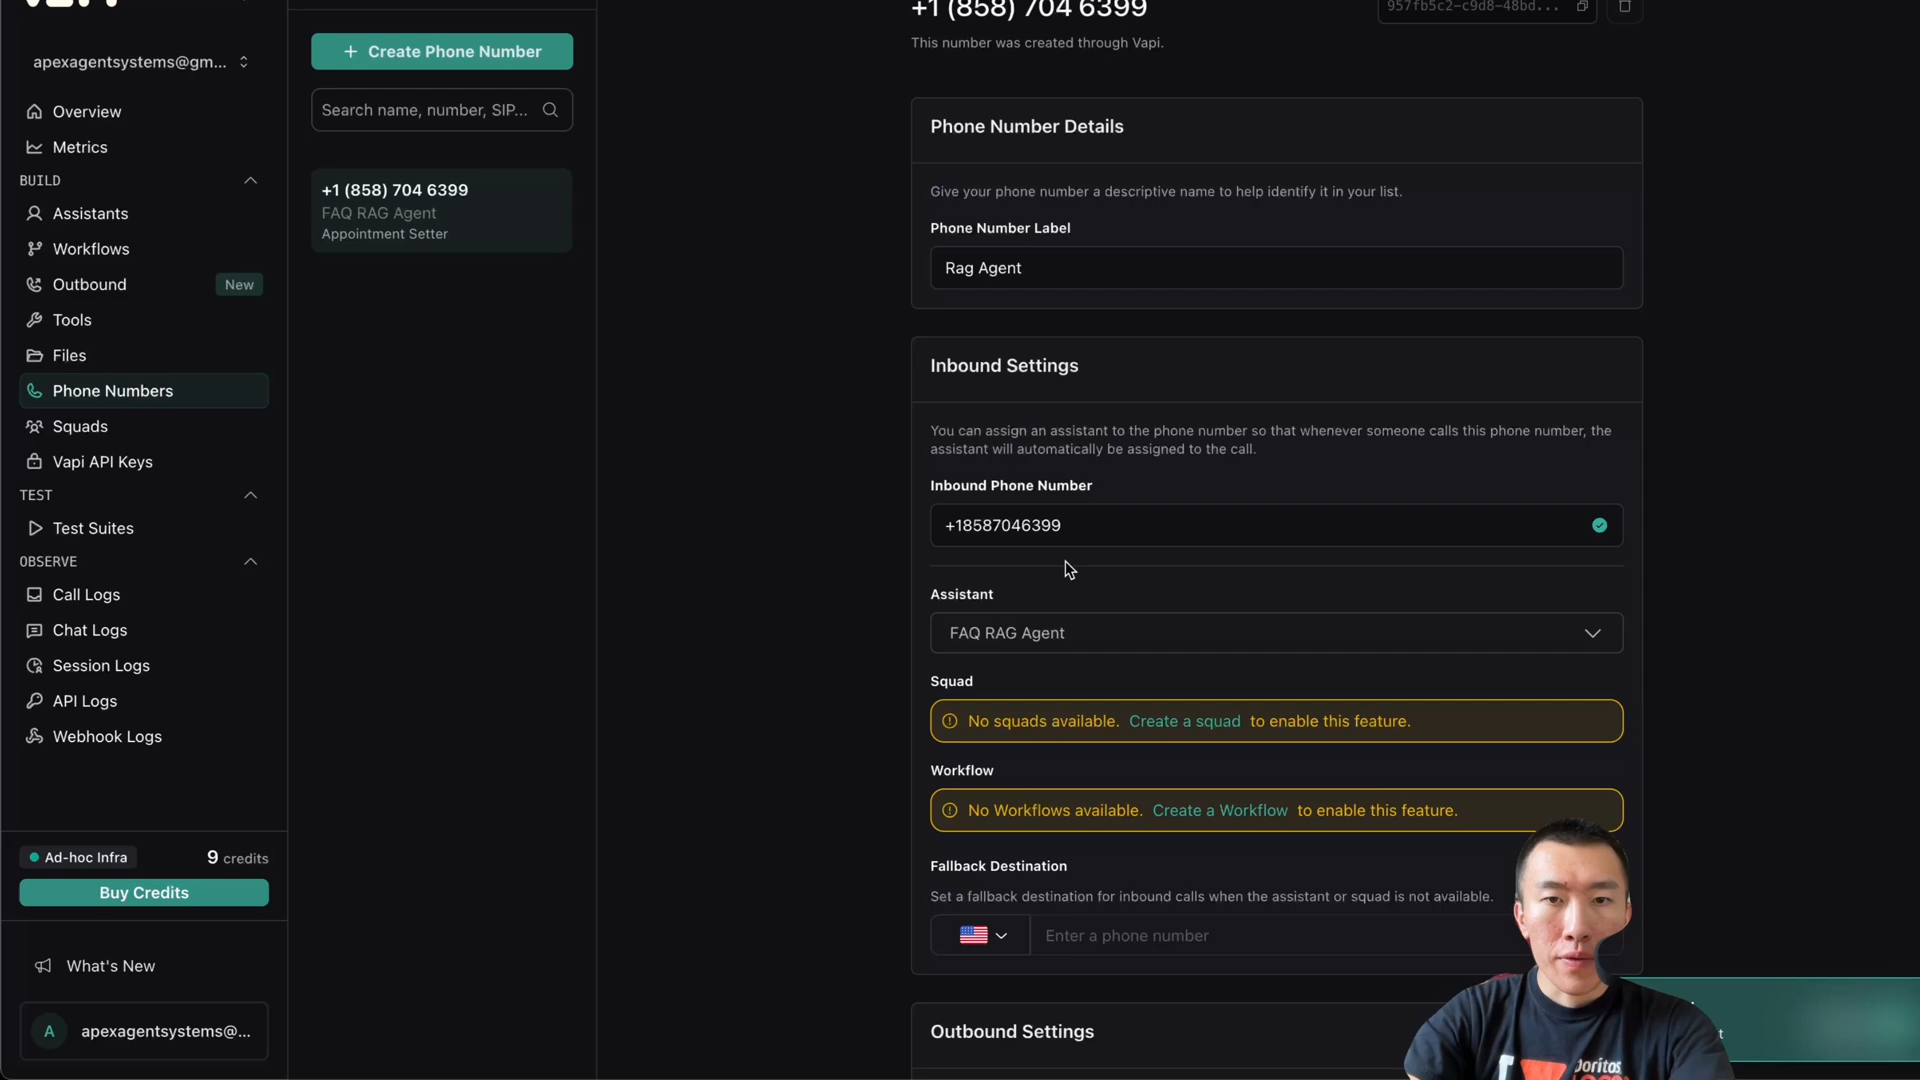 apexagentsystems@gm...
Overview
Metrics
BUILD
Assistants
Workflows
Outbound
New
Tools
Files
Phone Numbers
Squads
Vapi API Keys
TEST
Test Suites
OBSERVE
Call Logs
Chat Logs
Session Logs
API Logs
Webhook Logs
Ad-hoc Infra
9 credits
Buy Credits
What's New
A
apexagentsystems@...
+ Create Phone Number
Search name, number, SIP...
+1 (858) 704 6399
FAQ RAG Agent
Appointment Setter
+1 (858) 704 6399
957fb5c2-c9d8-48bd...
This number was created through Vapi.
Phone Number Details
Give your phone number a descriptive name to help identify it in your list.
Phone Number Label
Rag Agent
Inbound Settings
You can assign an assistant to the phone number so that whenever someone calls this phone number, the
assistant will automatically be assigned to the call.
Inbound Phone Number
+18587046399
Assistant
FAQ RAG Agent
Squad
No squads available. Create a squad to enable this feature.
Workflow
No Workflows available. Create a Workflow to enable this feature.
Fallback Destination
Set a fallback destination for inbound calls when the assistant or squad is not available.
Enter a phone number
Outbound Settings
Doritos